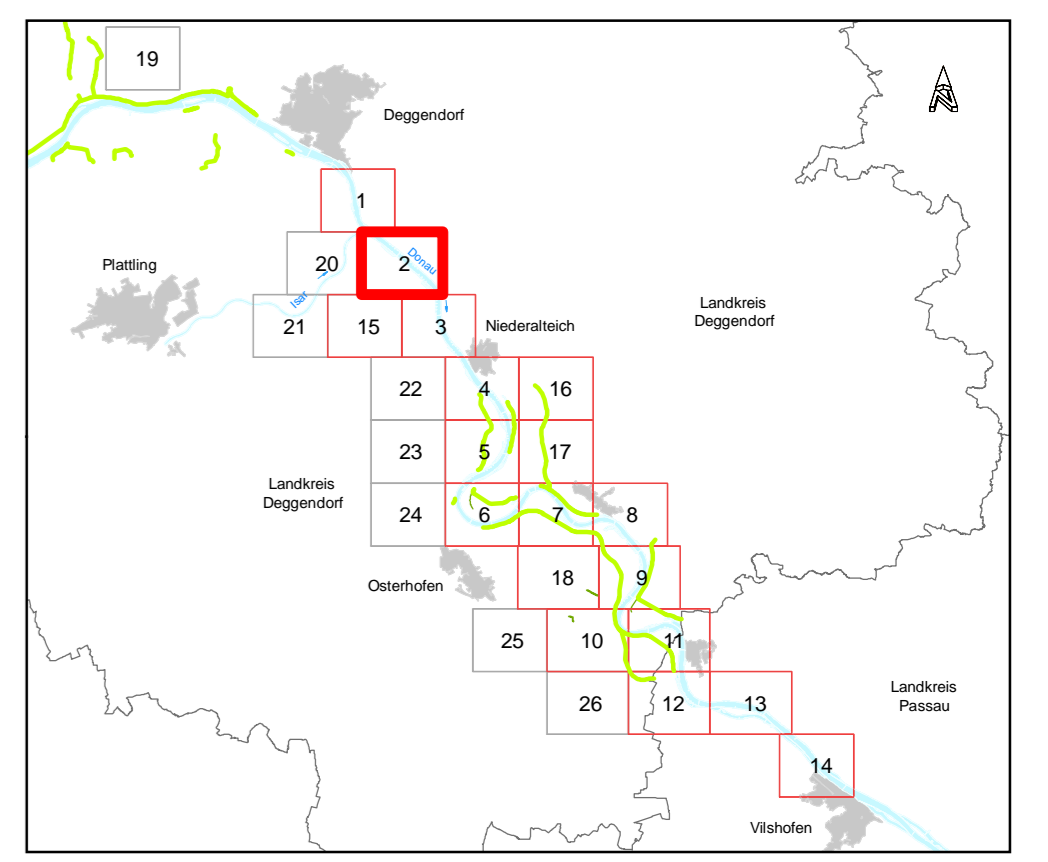 19
Deggendorf
1
Plattling
20
2
Donau
Isar
21
15
3
Niederalteich
Landkreis
Deggendorf
22
4
16
23
5
17
Landkreis
Deggendorf
24
6
7
8
Osterhofen
18
9
25
10
11
26
12
13
Landkreis
Passau
14
Vilshofen
N